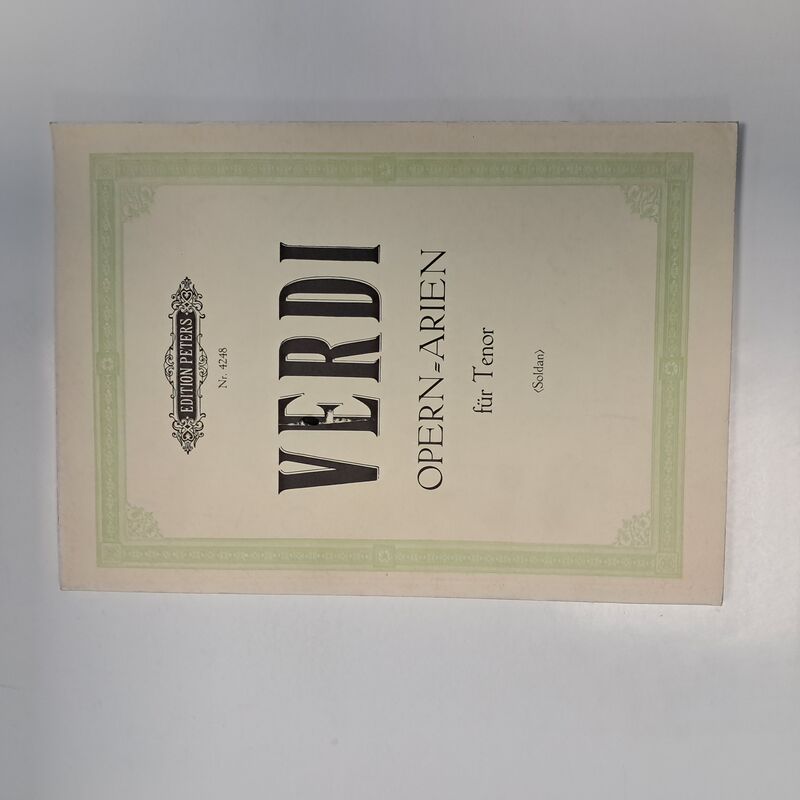 EDITION PETERS
Nr. 4248
VERDI
OPERN=ARIEN
für Tenor
‹Soldan›